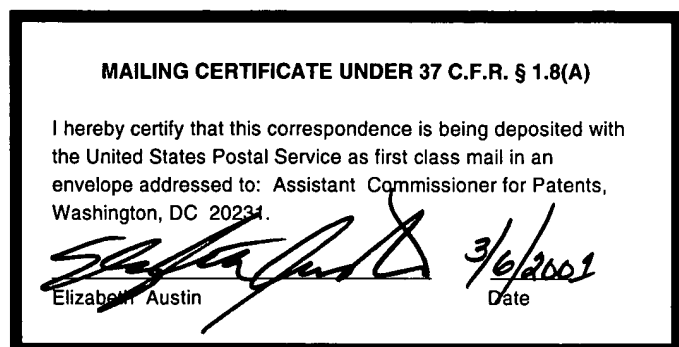 MAILING CERTIFICATE UNDER 37 C.F.R. § 1.8(A)
I hereby certify that this correspondence is being deposited with
the United States Postal Service as first class mail in an
envelope addressed to: Assistant Commissioner for Patents,
Washington, DC 20231.
Elizabeth Austin 3/6/2001
Elizabeth Austin Date